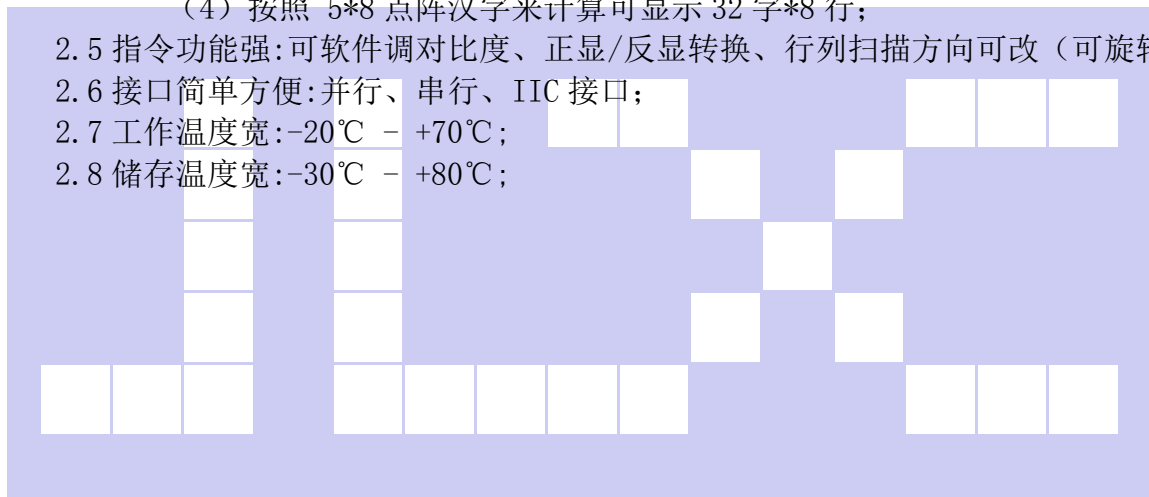 （4）按照 5*8 点阵汉字来计算可显示 32 字*8 行；
2.5 指令功能强:可软件调对比度、正显/反显转换、行列扫描方向可改（可旋转
2.6 接口简单方便:并行、串行、IIC 接口；
2.7 工作温度宽:-20℃ - +70℃;
2.8 储存温度宽:-30℃ - +80℃;